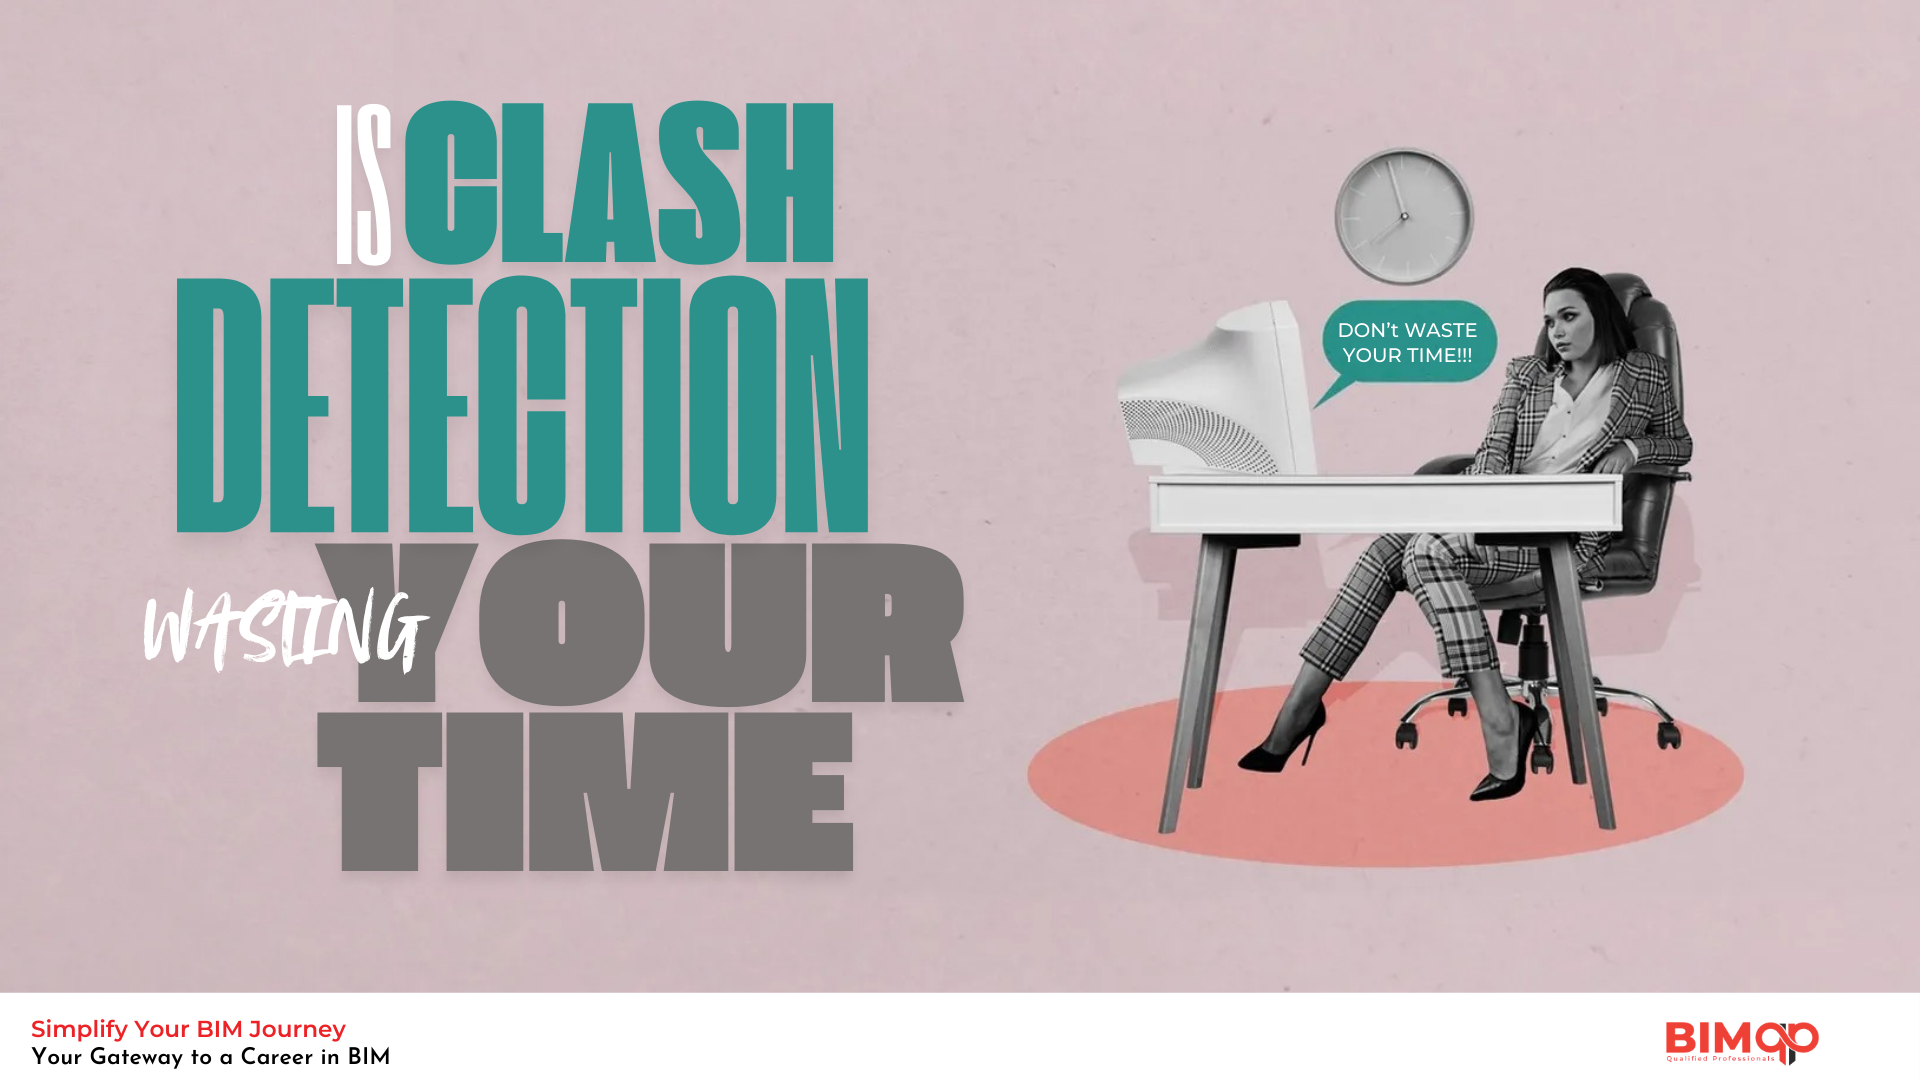 IS CLASH
DETECTION
WASTING YOUR
TIME
DON't WASTE
YOUR TIME!!!
Simplify Your BIM Journey
Your Gateway to a Career in BIM
BIMqp
Qualified Professionals